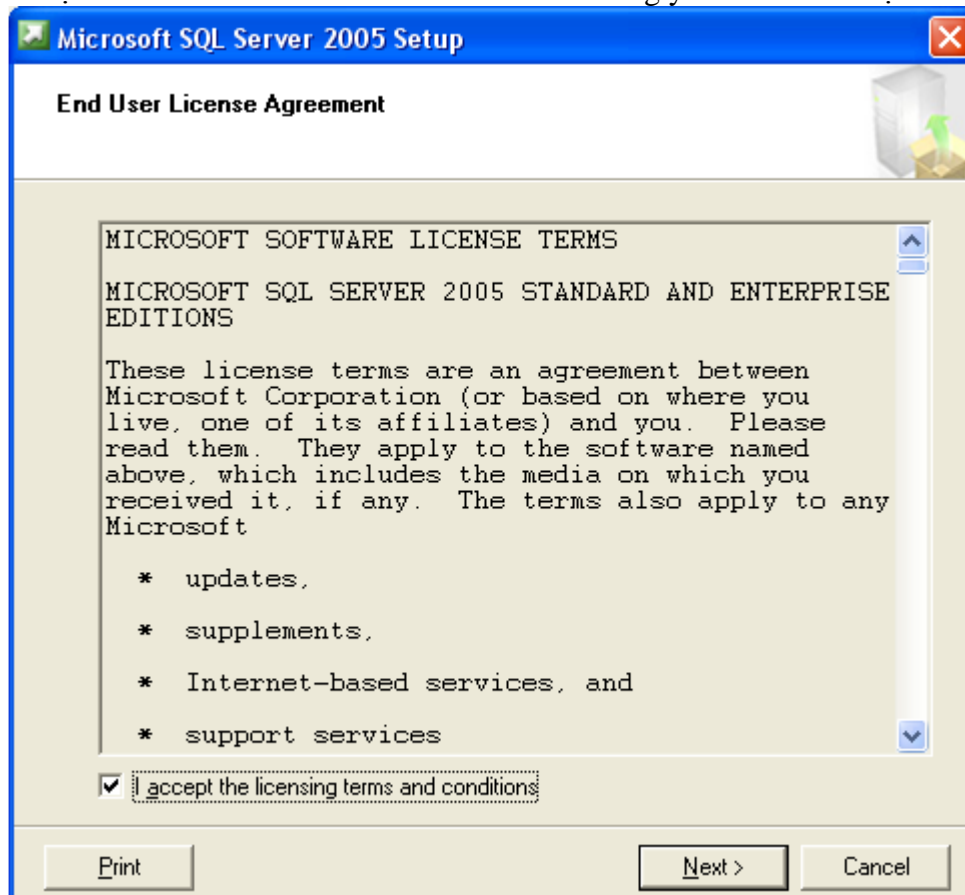 Microsoft SQL Server 2005 Setup
End User License Agreement
MICROSOFT SOFTWARE LICENSE TERMS
MICROSOFT SQL SERVER 2005 STANDARD AND ENTERPRISE
EDITIONS
These license terms are an agreement between
Microsoft Corporation (or based on where you
live, one of its affiliates) and you.  Please
read them.  They apply to the software named
above, which includes the media on which you
received it, if any.  The terms also apply to any
Microsoft
* updates,
* supplements,
* Internet-based services, and
* support services
I accept the licensing terms and conditions
Print
Next >
Cancel